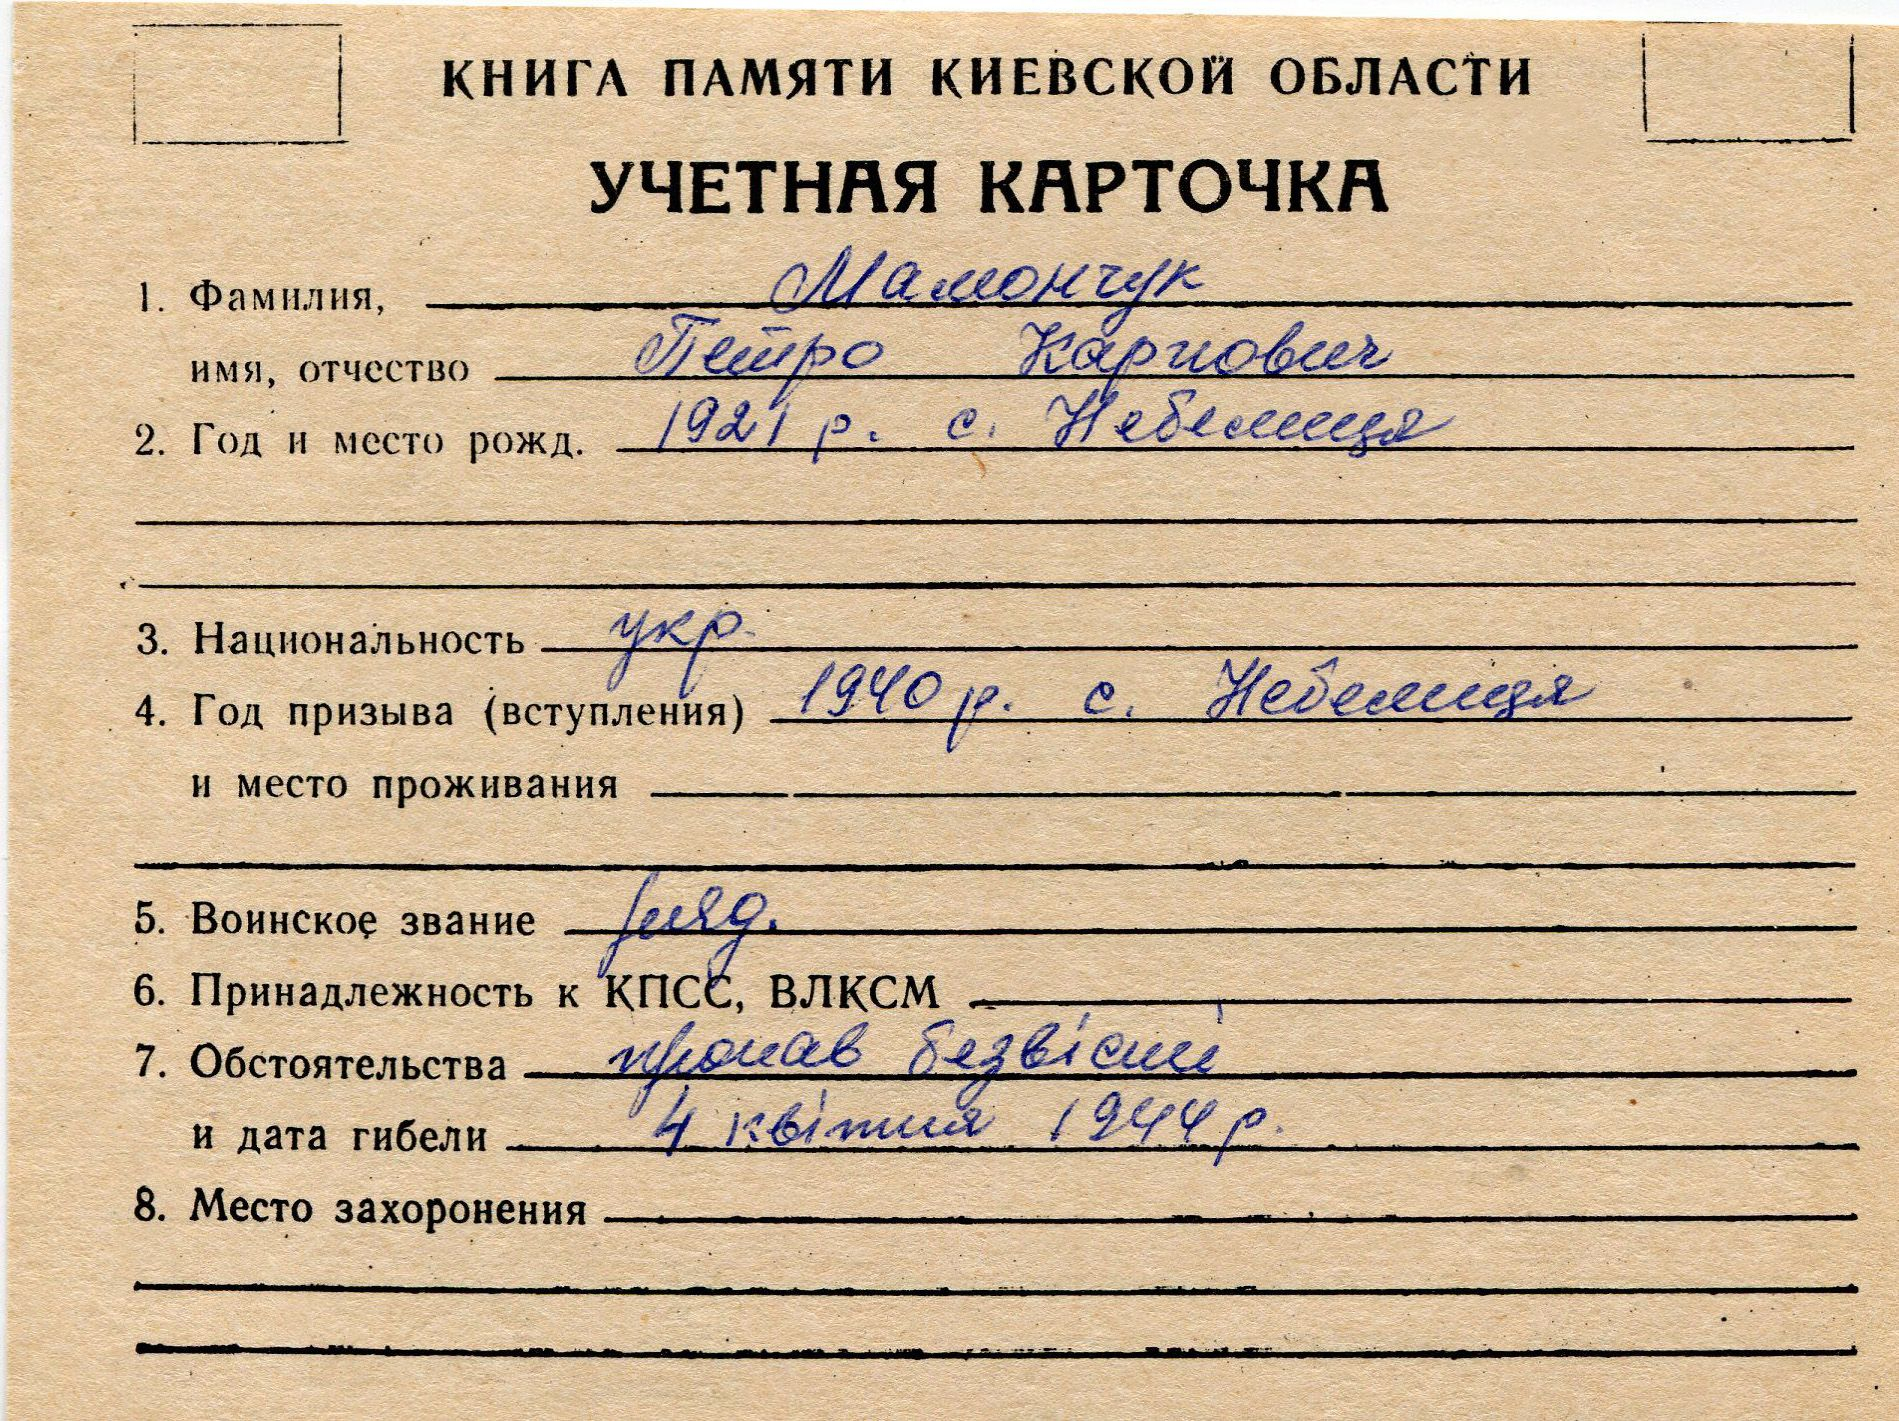 КНИГА ПАМЯТИ КИЕВСКОЙ ОБЛАСТИ
УЧЕТНАЯ КАРТОЧКА
1. Фамилия, Мамончук
имя, отчество Петро Карпович
2. Год и место рожд. 1921 р. с. Небелиця
3. Национальность укр.
4. Год призыва (вступления) 1940 р. с. Небелиця
и место проживания
5. Воинское звание ряд.
6. Принадлежность к КПСС, ВЛКСМ
7. Обстоятельства пропав безвісті
и дата гибели 4 квітня 1944 р.
8. Место захоронения